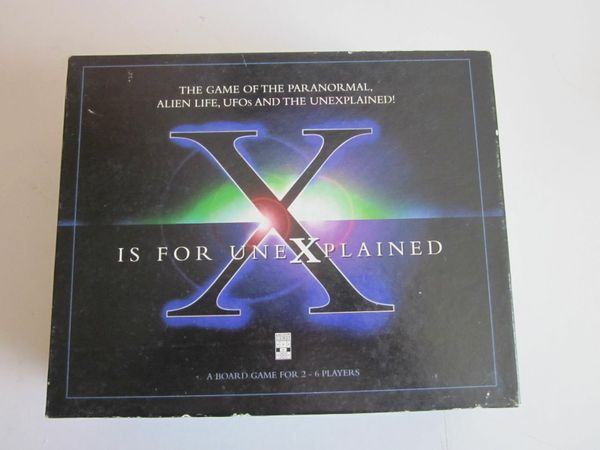 THE GAME OF THE PARANORMAL,
ALIEN LIFE, UFOs AND THE UNEXPLAINED!
X
IS FOR UNEXPLAINED
A BOARD GAME FOR 2 - 6 PLAYERS